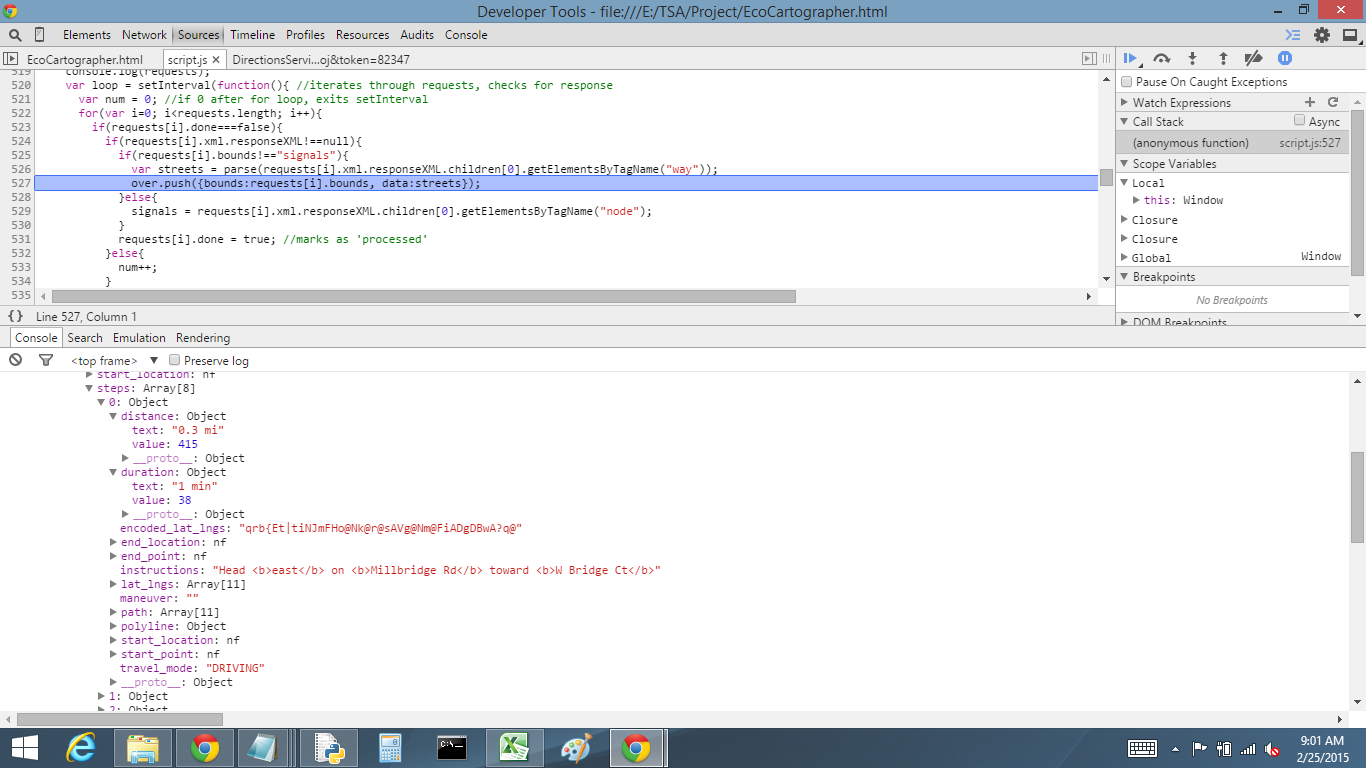 Developer Tools - file:///E:/TSA/Project/EcoCartographer.html
Elements Network Sources Timeline Profiles Resources Audits Console
EcoCartographer.html script.js × DirectionsServi...oj&token=82347
Pause On Caught Exceptions
Watch Expressions
Call Stack Async
(anonymous function) script.js:527
Scope Variables
Local
this: Window
Closure
Closure
Global Window
Breakpoints
No Breakpoints
DOM Breakpoints
519 console.log(requests);
520 var loop = setInterval(function(){ //iterates through requests, checks for response
521 var num = 0; //if 0 after for loop, exits setInterval
522 for(var i=0; i<requests.length; i++){
523 if(requests[i].done===false){
524 if(requests[i].xml.responseXML!==null){
525 if(requests[i].bounds!=="signals"){
526 var streets = parse(requests[i].xml.responseXML.children[0].getElementsByTagName("way"));
527 over.push({bounds:requests[i].bounds, data:streets});
528 }else{
529 signals = requests[i].xml.responseXML.children[0].getElementsByTagName("node");
530 }
531 requests[i].done = true; //marks as 'processed'
532 }else{
533 num++;
534 }
535
{} Line 527, Column 1
Console Search Emulation Rendering
<top frame> ▼ Preserve log
start_location: nf
steps: Array[8]
0: Object
distance: Object
text: "0.3 mi"
value: 415
__proto__: Object
duration: Object
text: "1 min"
value: 38
__proto__: Object
encoded_lat_lngs: "qrb{Et|tiNJmFHo@Nk@r@sAVg@Nm@FiADgDBwA?q@"
end_location: nf
end_point: nf
instructions: "Head <b>east</b> on <b>Millbridge Rd</b> toward <b>W Bridge Ct</b>"
lat_lngs: Array[11]
maneuver: ""
path: Array[11]
polyline: Object
start_location: nf
start_point: nf
travel_mode: "DRIVING"
__proto__: Object
1: Object
2: Object
9:01 AM
2/25/2015